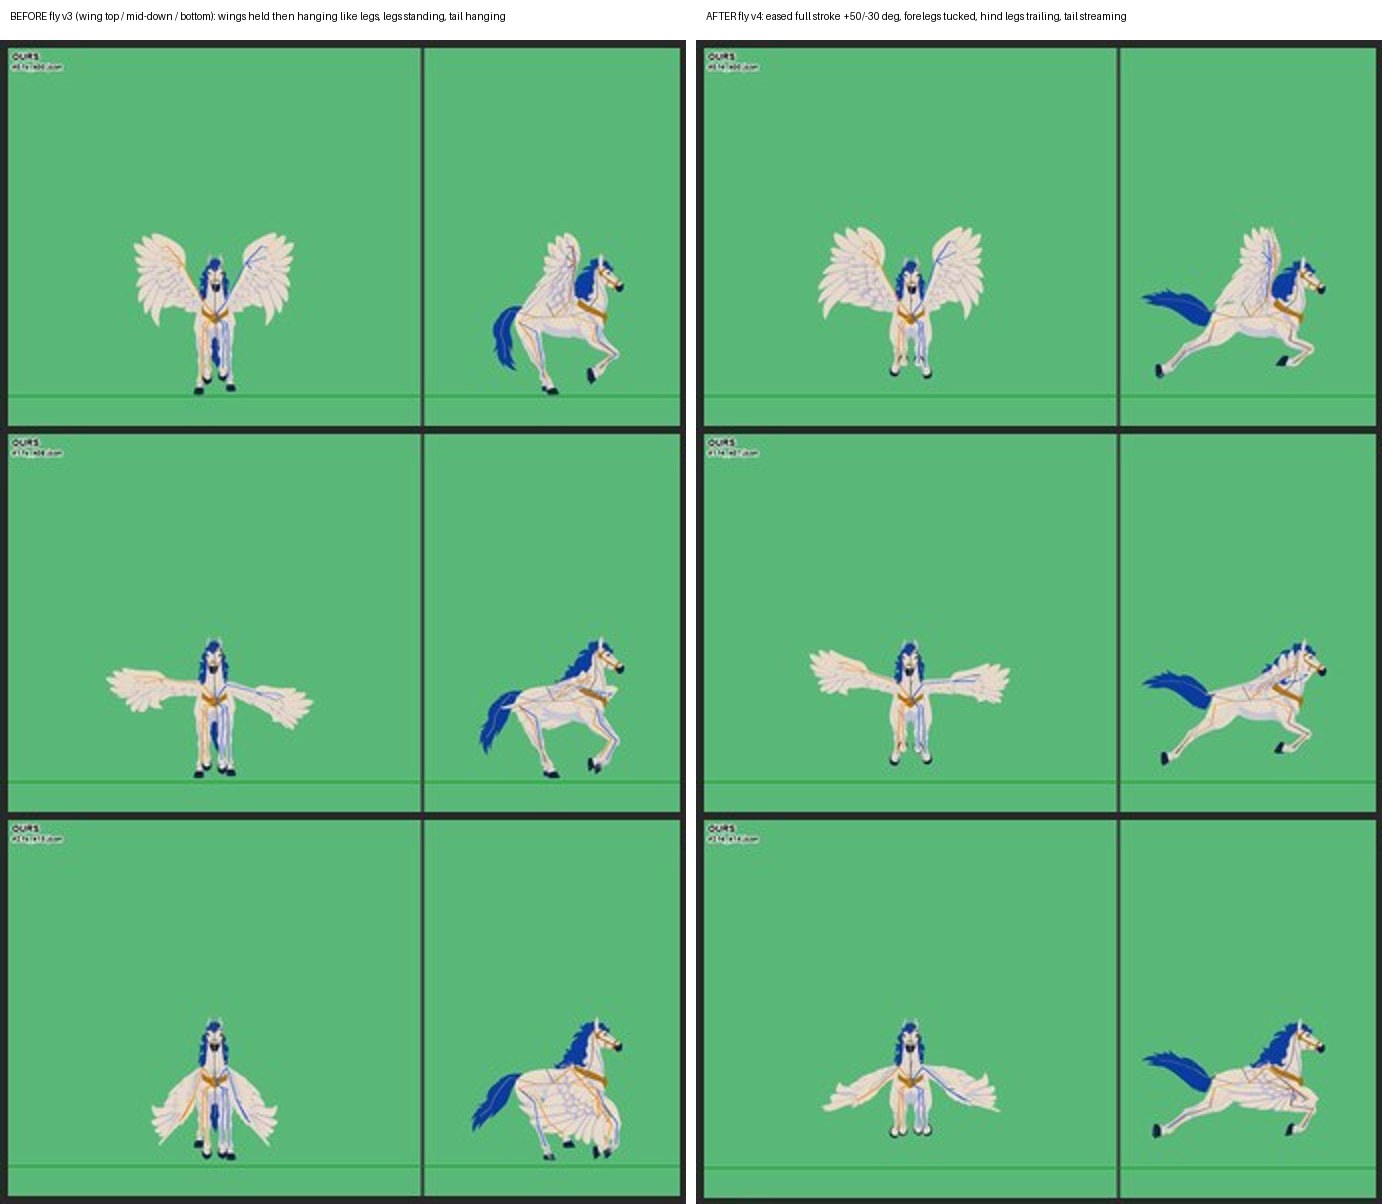 BEFORE fly v3 (wing top / mid-down / bottom): wings held then hanging like legs, legs standing, tail hanging
AFTER fly v4: eased full stroke +50/-30 deg, forelegs tucked, hind legs trailing, tail streaming
OURS
OURS
OURS
OURS
OURS
OURS